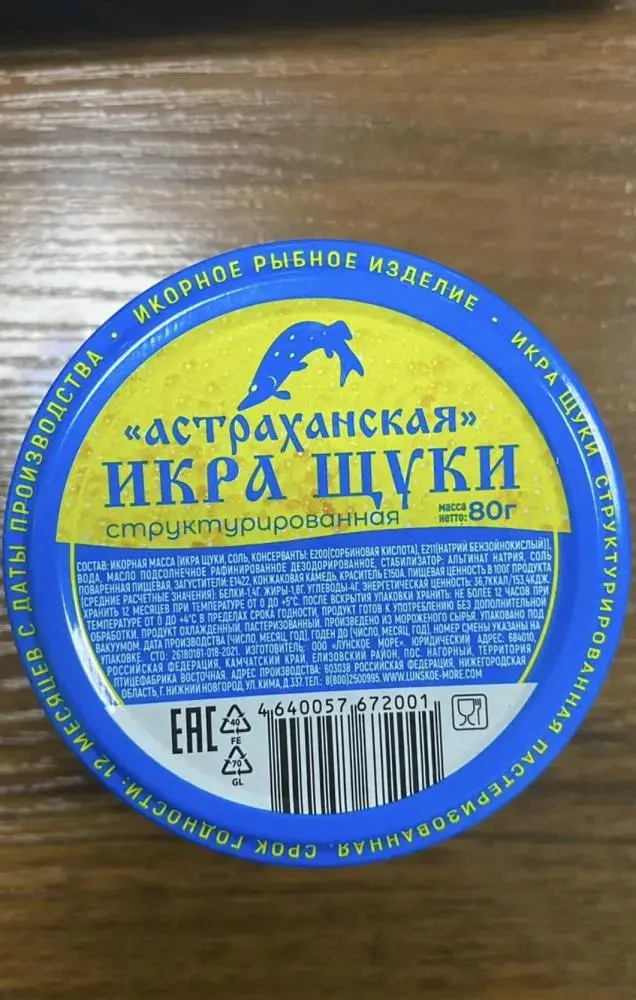 ИКОРНОЕ РЫБНОЕ ИЗДЕЛИЕ • ИКРА ЩУКИ СТРУКТУРИРОВАННАЯ ПАСТЕРИЗОВАННАЯ. СРОК ГОДНОСТИ: 12 МЕСЯЦЕВ С ДАТЫ ПРОИЗВОДСТВА •
«АСТРАХАНСКАЯ»
ИКРА ЩУКИ
структурированная
масса
нетто: 80г
СОСТАВ: ИКОРНАЯ МАССА (ИКРА ЩУКИ, СОЛЬ, КОНСЕРВАНТЫ: Е200(СОРБИНОВАЯ КИСЛОТА), Е211(НАТРИЙ БЕНЗОЙНОКИСЛЫЙ)),
ВОДА, МАСЛО ПОДСОЛНЕЧНОЕ РАФИНИРОВАННОЕ ДЕЗОДОРИРОВАННОЕ, СТАБИЛИЗАТОР: АЛЬГИНАТ НАТРИЯ, СОЛЬ
ПОВАРЕННАЯ ПИЩЕВАЯ, ЗАГУСТИТЕЛИ: Е1422, КОНЖАКОВАЯ КАМЕДЬ, КРАСИТЕЛЬ Е150А. ПИЩЕВАЯ ЦЕННОСТЬ В 100Г ПРОДУКТА
(СРЕДНИЕ РАСЧЕТНЫЕ ЗНАЧЕНИЯ): БЕЛКИ-1,4Г, ЖИРЫ-1,8Г, УГЛЕВОДЫ-4Г. ЭНЕРГЕТИЧЕСКАЯ ЦЕННОСТЬ: 36,7ККАЛ/153,4КДЖ.
ХРАНИТЬ 12 МЕСЯЦЕВ ПРИ ТЕМПЕРАТУРЕ ОТ 0 ДО +5°С. ПОСЛЕ ВСКРЫТИЯ УПАКОВКИ ХРАНИТЬ: НЕ БОЛЕЕ 12 ЧАСОВ ПРИ
ТЕМПЕРАТУРЕ ОТ 0 ДО +4°С В ПРЕДЕЛАХ СРОКА ГОДНОСТИ. ПРОДУКТ ГОТОВ К УПОТРЕБЛЕНИЮ БЕЗ ДОПОЛНИТЕЛЬНОЙ
ОБРАБОТКИ. ПРОДУКТ ОХЛАЖДЕННЫЙ, ПАСТЕРИЗОВАННЫЙ. ПРОИЗВЕДЕНО ИЗ МОРОЖЕНОГО СЫРЬЯ. УПАКОВАНО ПОД
ВАКУУМОМ. ДАТА ПРОИЗВОДСТВА (ЧИСЛО, МЕСЯЦ, ГОД), ГОДЕН ДО (ЧИСЛО, МЕСЯЦ, ГОД), НОМЕР СМЕНЫ УКАЗАНЫ НА
УПАКОВКЕ. СТО: 26180181-018-2021. ИЗГОТОВИТЕЛЬ: ООО «ЛУНСКОЕ МОРЕ». ЮРИДИЧЕСКИЙ АДРЕС: 684010,
РОССИЙСКАЯ ФЕДЕРАЦИЯ, КАМЧАТСКИЙ КРАЙ, ЕЛИЗОВСКИЙ РАЙОН, ПОС. НАГОРНЫЙ, ТЕРРИТОРИЯ
ПТИЦЕФАБРИКА ВОСТОЧНАЯ. АДРЕС ПРОИЗВОДСТВА: 603038 РОССИЙСКАЯ ФЕДЕРАЦИЯ, НИЖЕГОРОДСКАЯ
ОБЛАСТЬ, Г. НИЖНИЙ НОВГОРОД, УЛ. КИМА, Д.337. ТЕЛ.: 8(800)2500995. WWW.LUNSKOE-MORE.COM
EAC
40
FE
70
GL
4 640057 672001